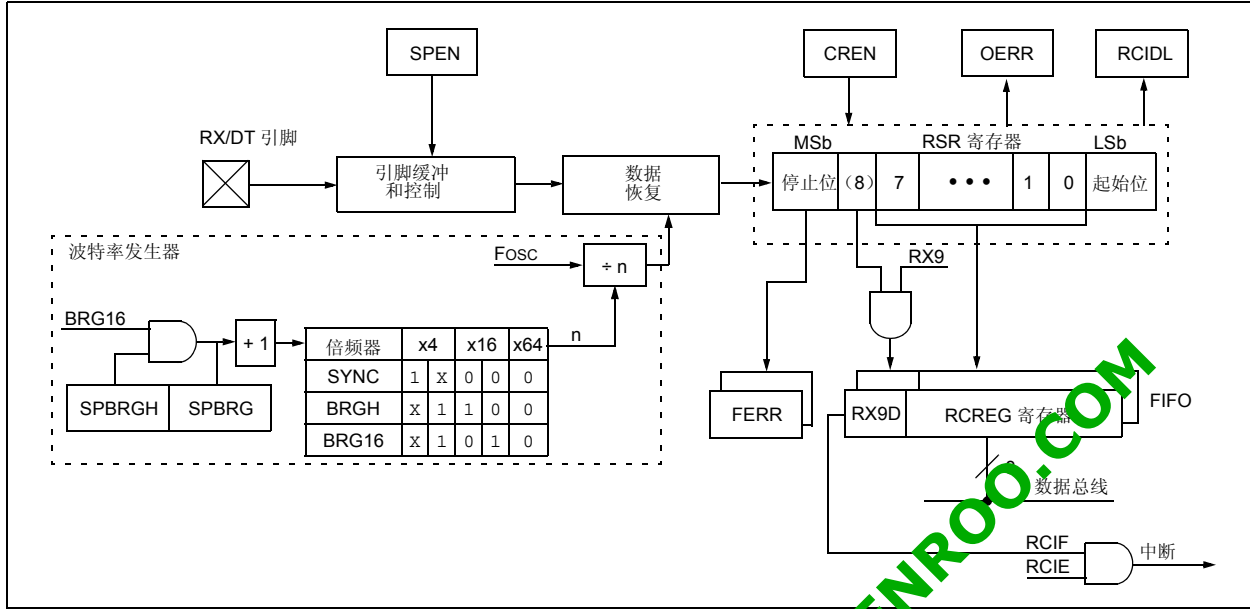 SPEN
CREN
OERR
RCIDL
RX/DT 引脚
MSb
RSR 寄存器
LSb
引脚缓冲
和控制
数据
恢复
停止位 (8) 7 ••• 1 0 起始位
波特率发生器
FOSC
÷ n
RX9
BRG16
+ 1
n
倍频器 x4 x16 x64
SYNC 1 X 0 0 0
BRGH X 1 1 0 0
BRG16 X 1 0 1 0
SPBRGH SPBRG
FERR
RX9D
RCREG 寄存器
FIFO
数据总线
RCIF
RCIE
中断
NROO.COM